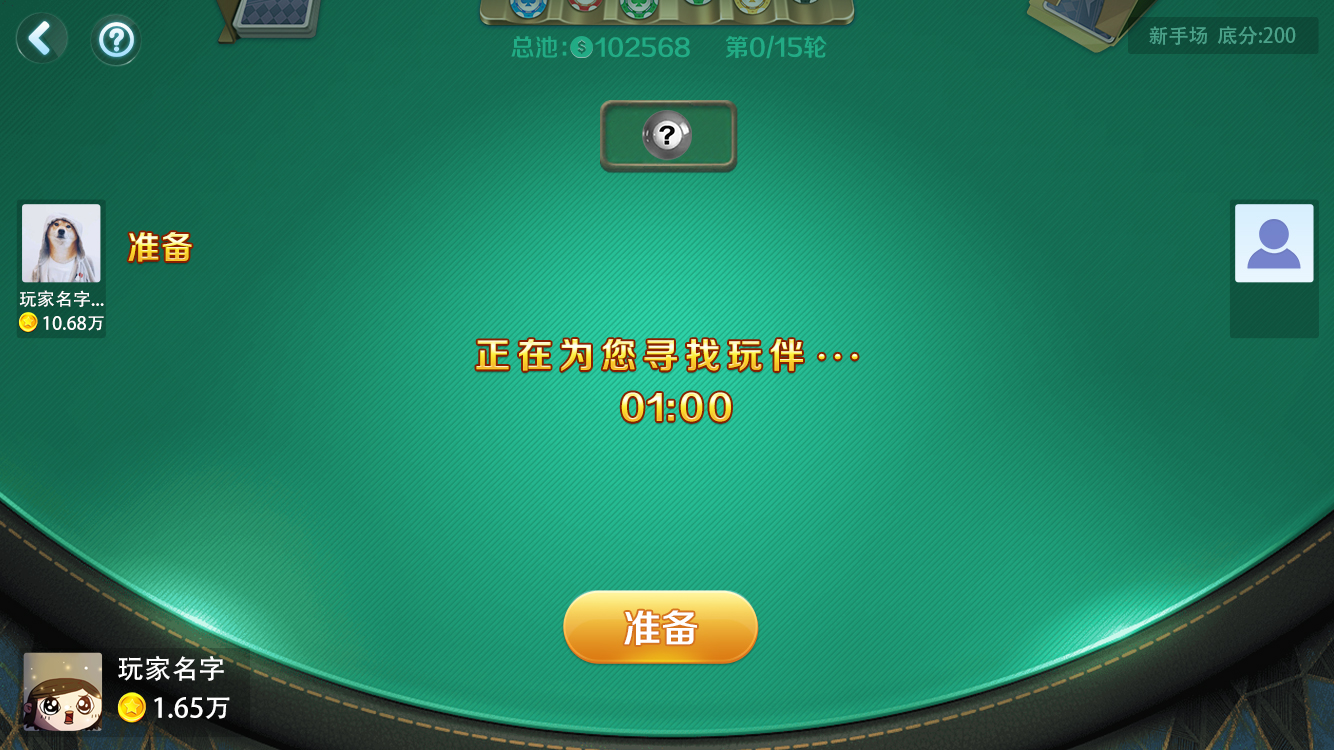 总池:$102568 第0/15轮
新手场 底分:200
?
?
准备
玩家名字...
10.68万
正在为您寻找玩伴...
01:00
准备
玩家名字
1.65万